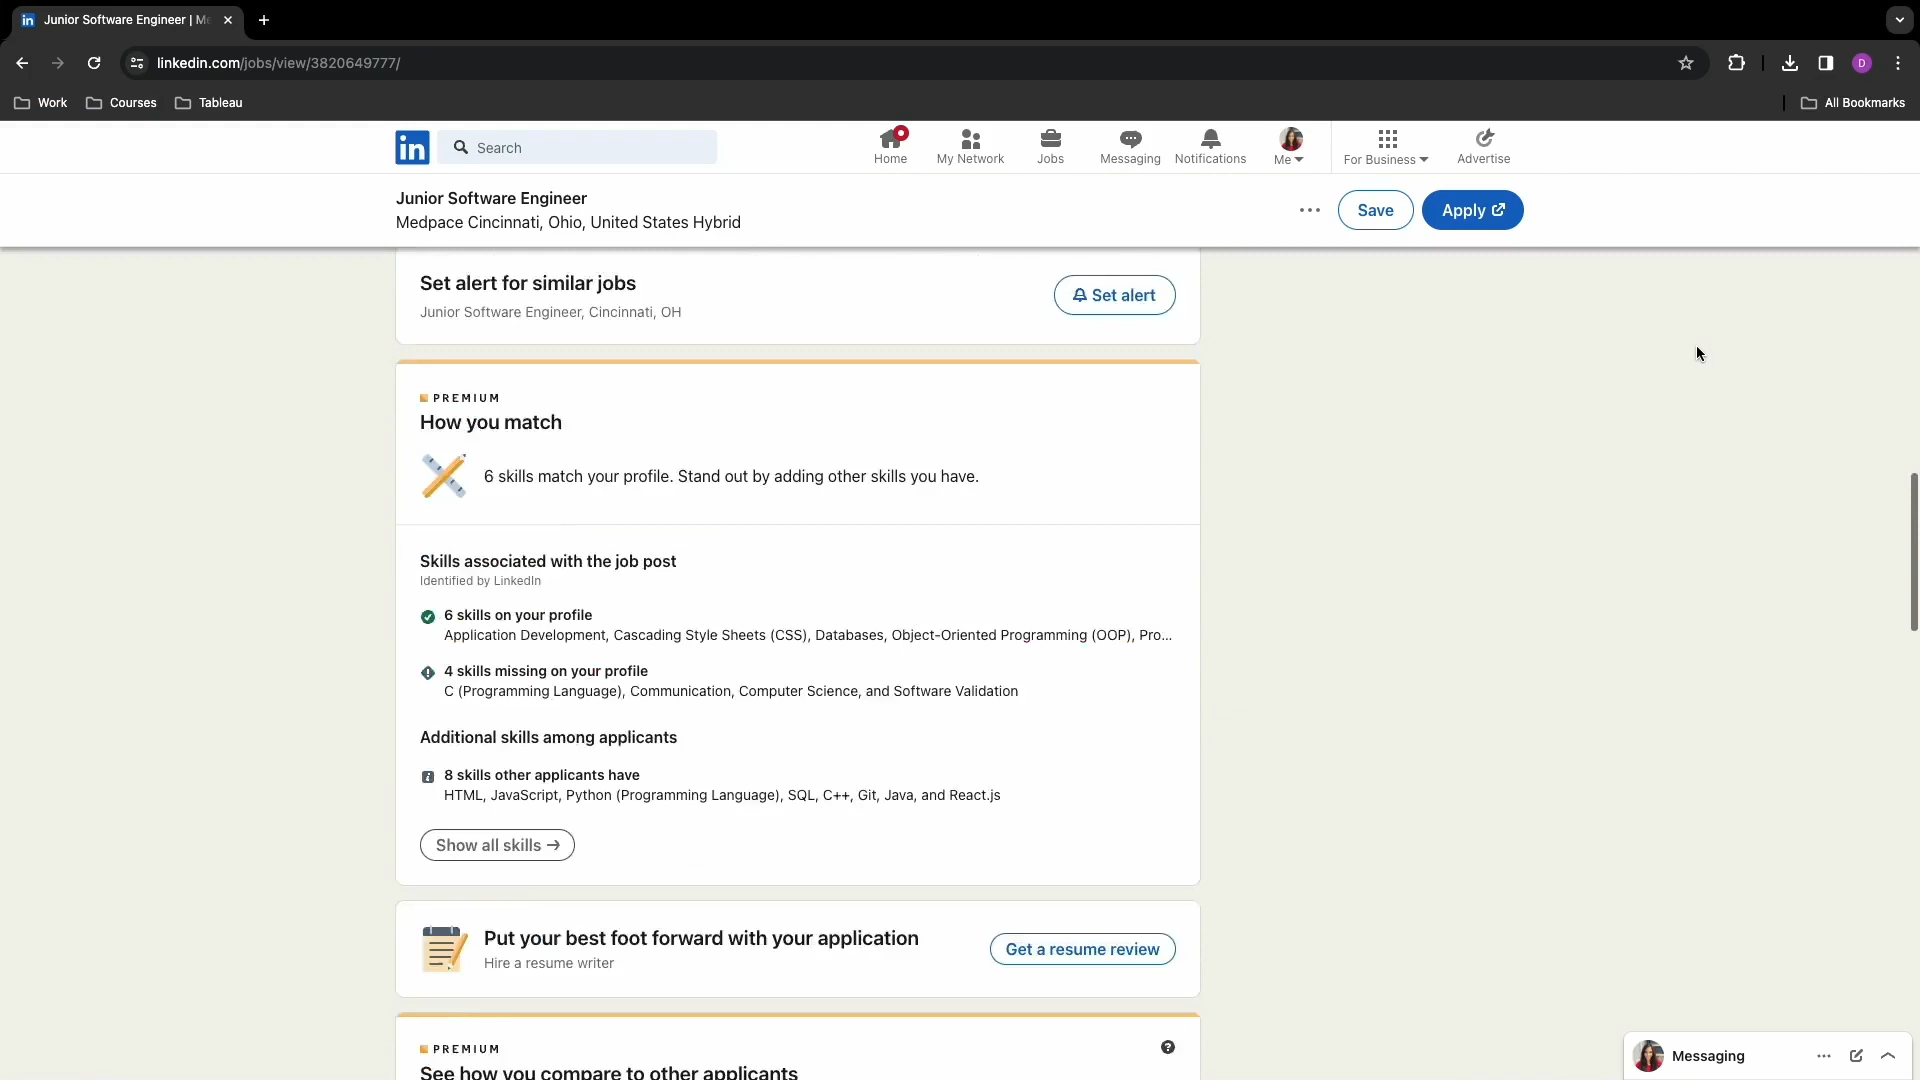 Junior Software Engineer | Me
linkedin.com/jobs/view/3820649777/
D
Work
Courses
Tableau
All Bookmarks
in
Search
Home
My Network
Jobs
Messaging
Notifications
Me
For Business
Advertise
Junior Software Engineer
Medpace Cincinnati, Ohio, United States Hybrid
Save
Apply
Set alert for similar jobs
Junior Software Engineer, Cincinnati, OH
Set alert
PREMIUM
How you match
6 skills match your profile. Stand out by adding other skills you have.
Skills associated with the job post
Identified by LinkedIn
6 skills on your profile
Application Development, Cascading Style Sheets (CSS), Databases, Object-Oriented Programming (OOP), Pro...
4 skills missing on your profile
C (Programming Language), Communication, Computer Science, and Software Validation
Additional skills among applicants
8 skills other applicants have
HTML, JavaScript, Python (Programming Language), SQL, C++, Git, Java, and React.js
Show all skills →
Put your best foot forward with your application
Hire a resume writer
Get a resume review
PREMIUM
See how you compare to other applicants
Messaging